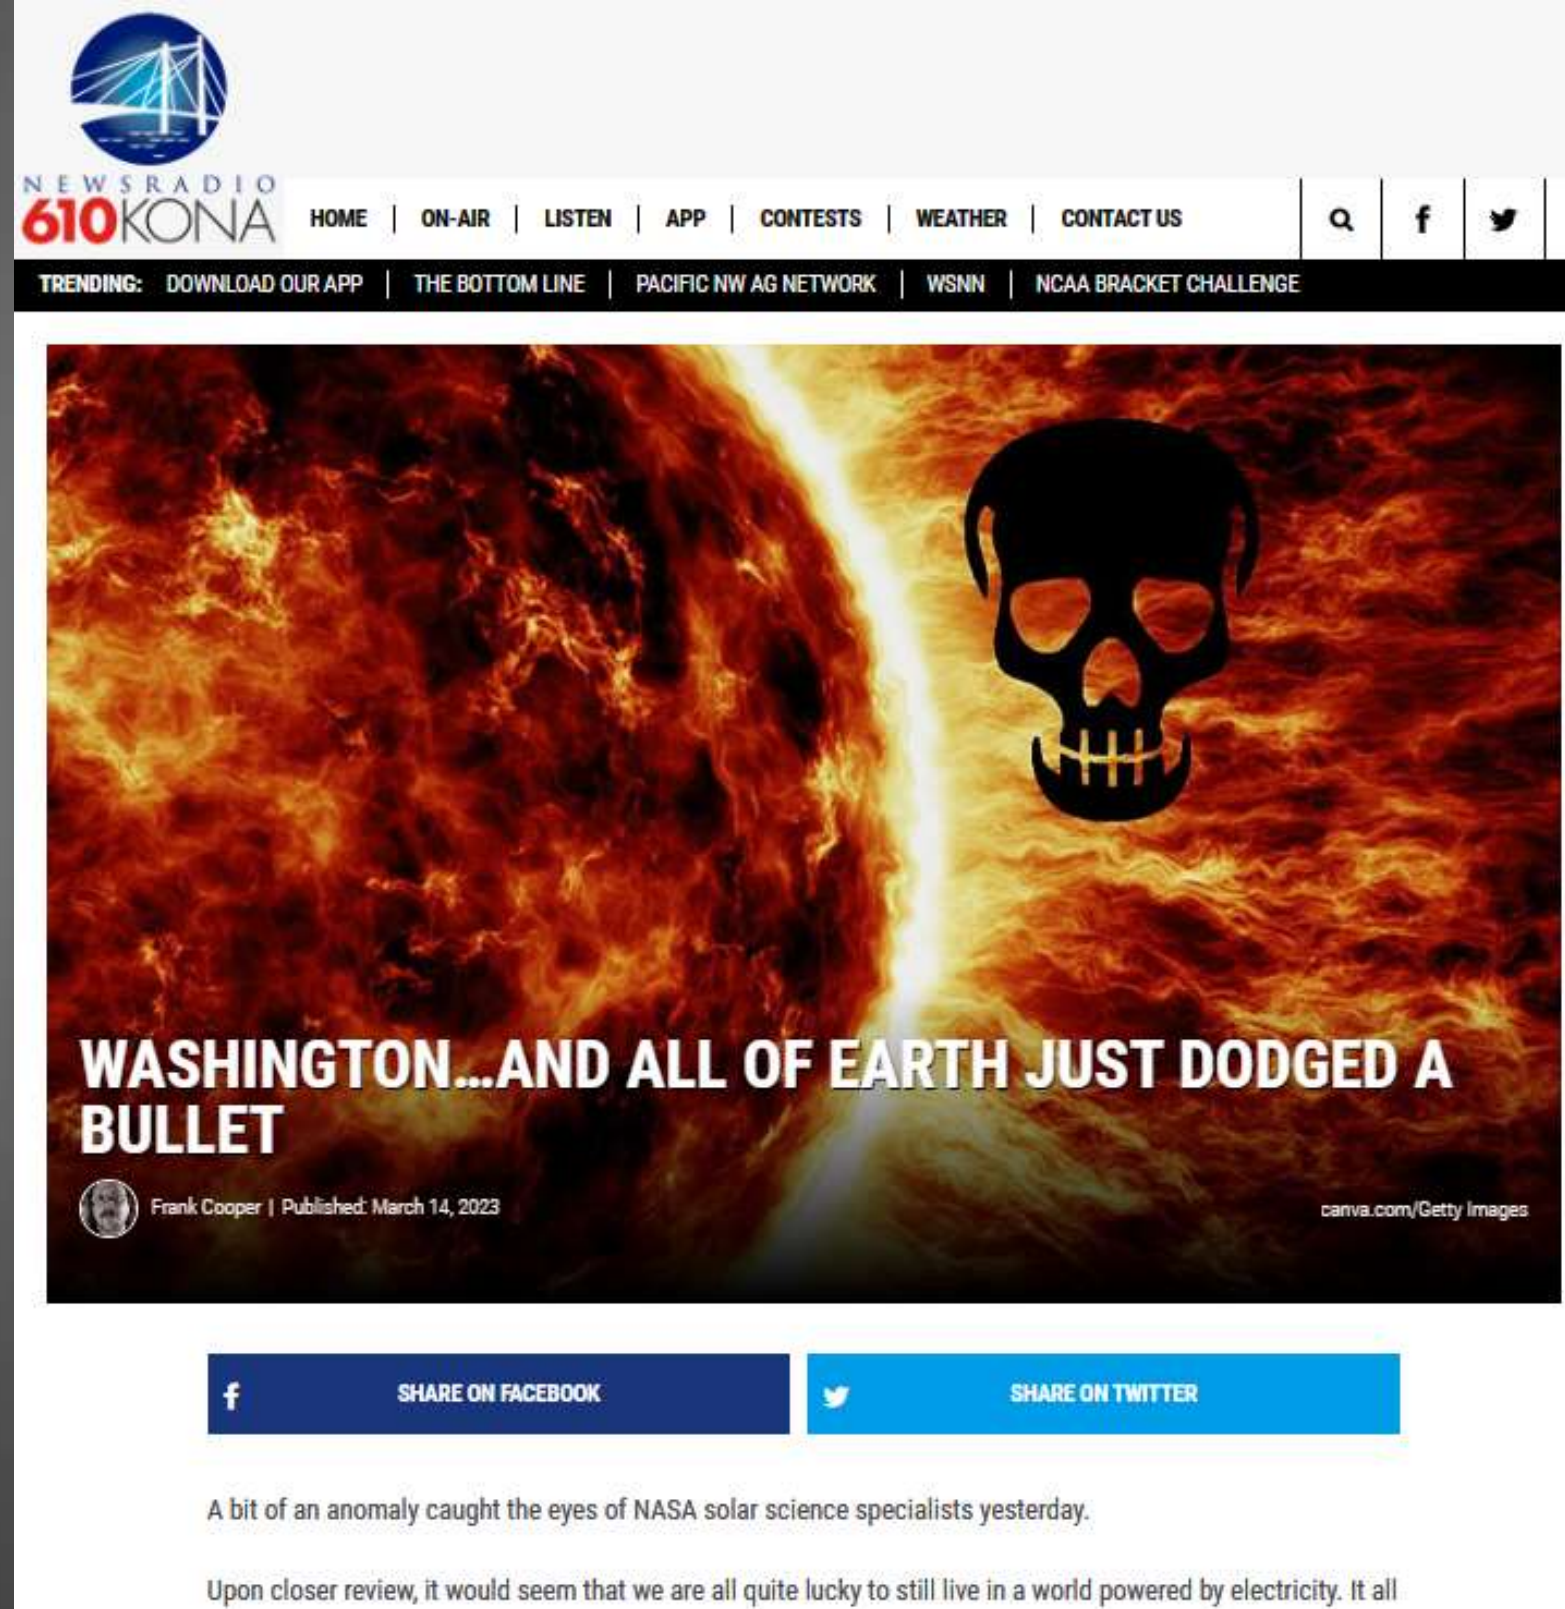 NEWSRADIO
610KONA
HOME | ON-AIR | LISTEN | APP | CONTESTS | WEATHER | CONTACT US
TRENDING: DOWNLOAD OUR APP | THE BOTTOM LINE | PACIFIC NW AG NETWORK | WSNN | NCAA BRACKET CHALLENGE
WASHINGTON...AND ALL OF EARTH JUST DODGED A
BULLET
Frank Cooper | Published: March 14, 2023
canva.com/Getty Images
SHARE ON FACEBOOK
SHARE ON TWITTER
A bit of an anomaly caught the eyes of NASA solar science specialists yesterday.
Upon closer review, it would seem that we are all quite lucky to still live in a world powered by electricity. It all